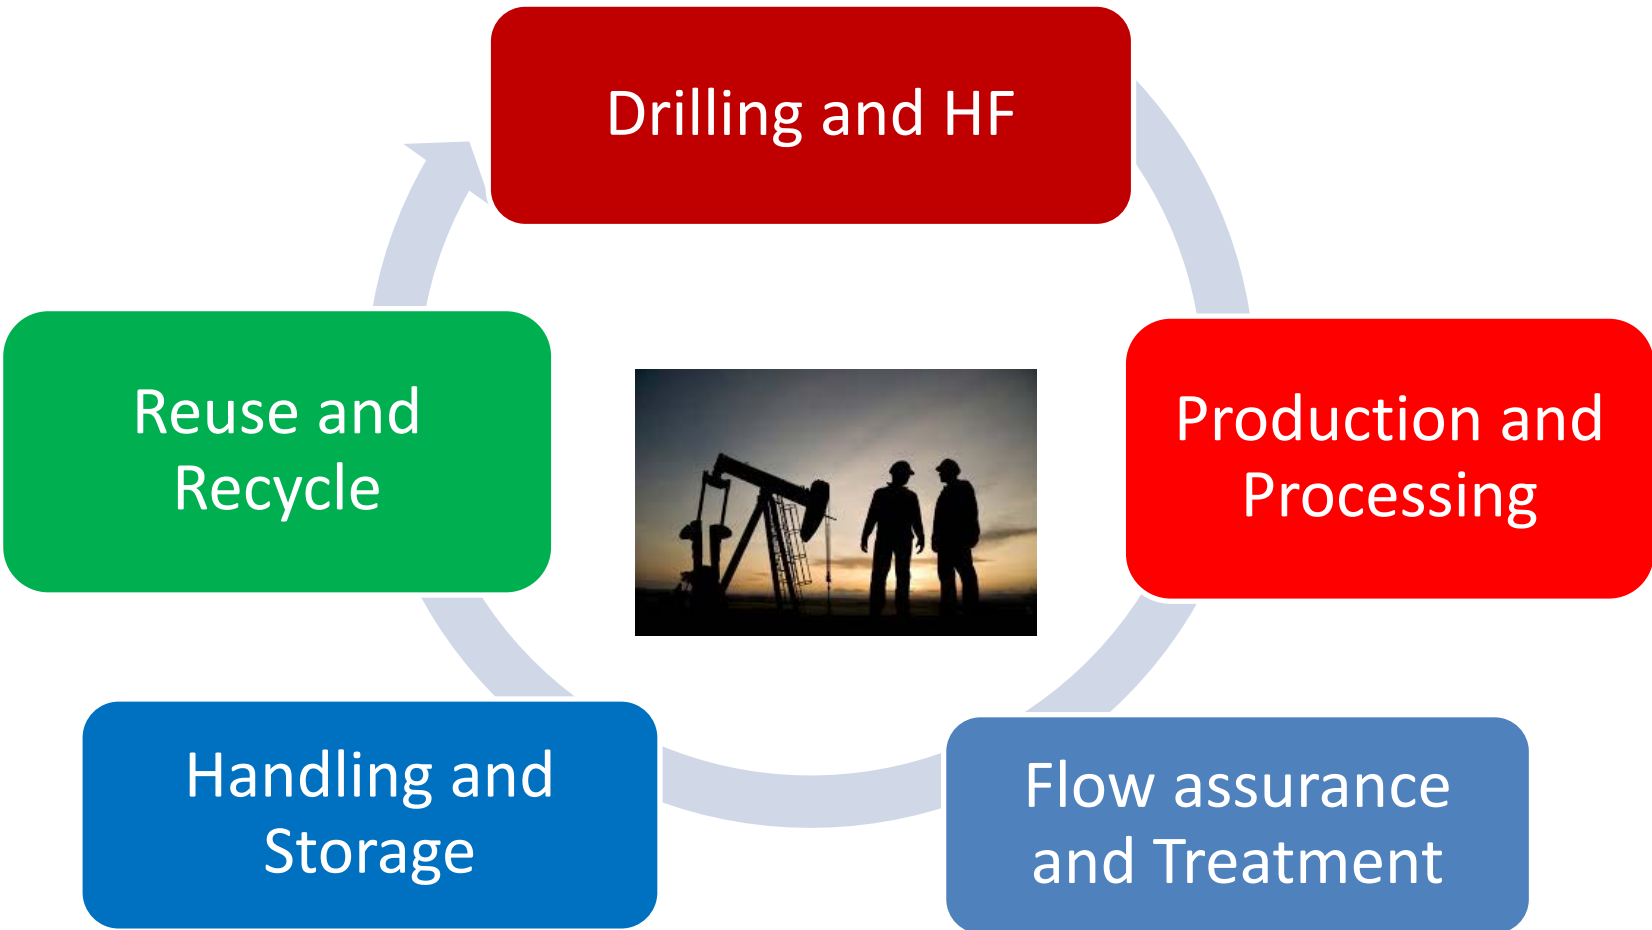 Drilling and HF
Production and
Processing
Flow assurance
and Treatment
Handling and
Storage
Reuse and
Recycle